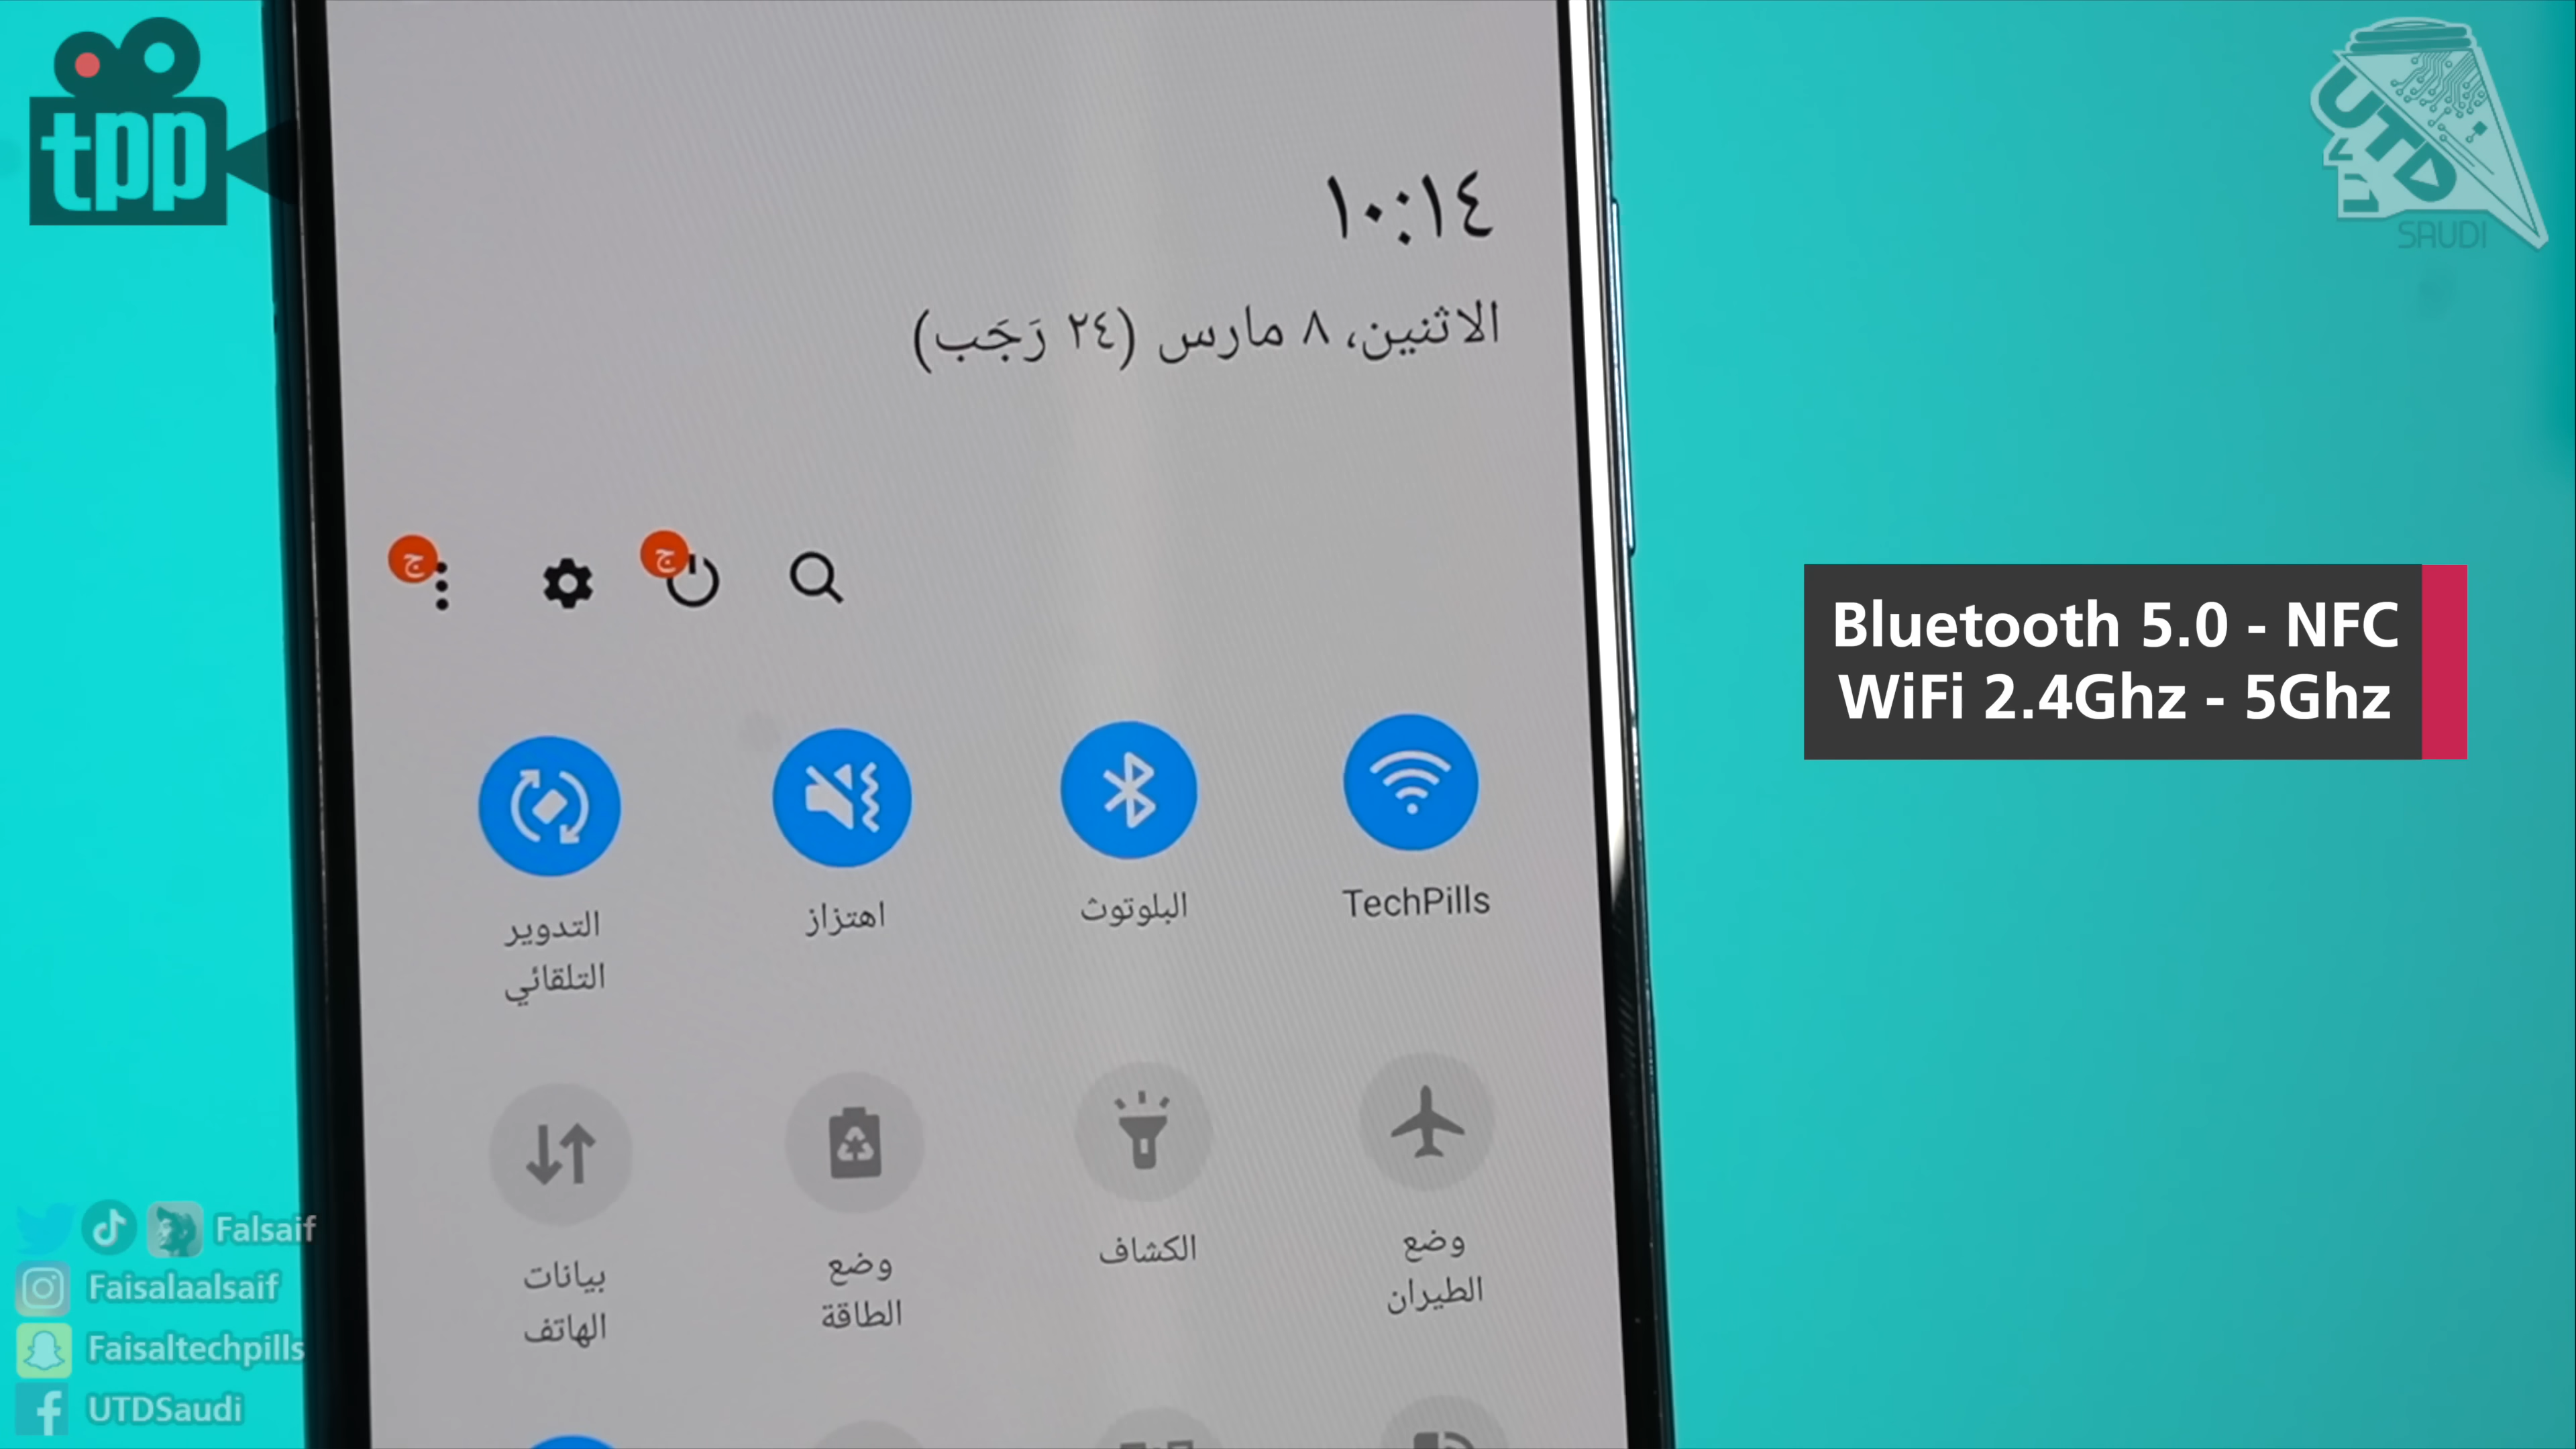 tpp
UTD
SAUDI
١٠:١٤
الاثنين، ٨ مارس (٢٤ رَجَب)
ج
ج
Bluetooth 5.0 - NFC
WiFi 2.4Ghz - 5Ghz
TechPills
البلوتوث
اهتزاز
التدوير
التلقائي
وضع
الطيران
الكشاف
وضع
الطاقة
بيانات
الهاتف
Falsaif
Faisalaalsaif
Faisaltechpills
UTDSaudi